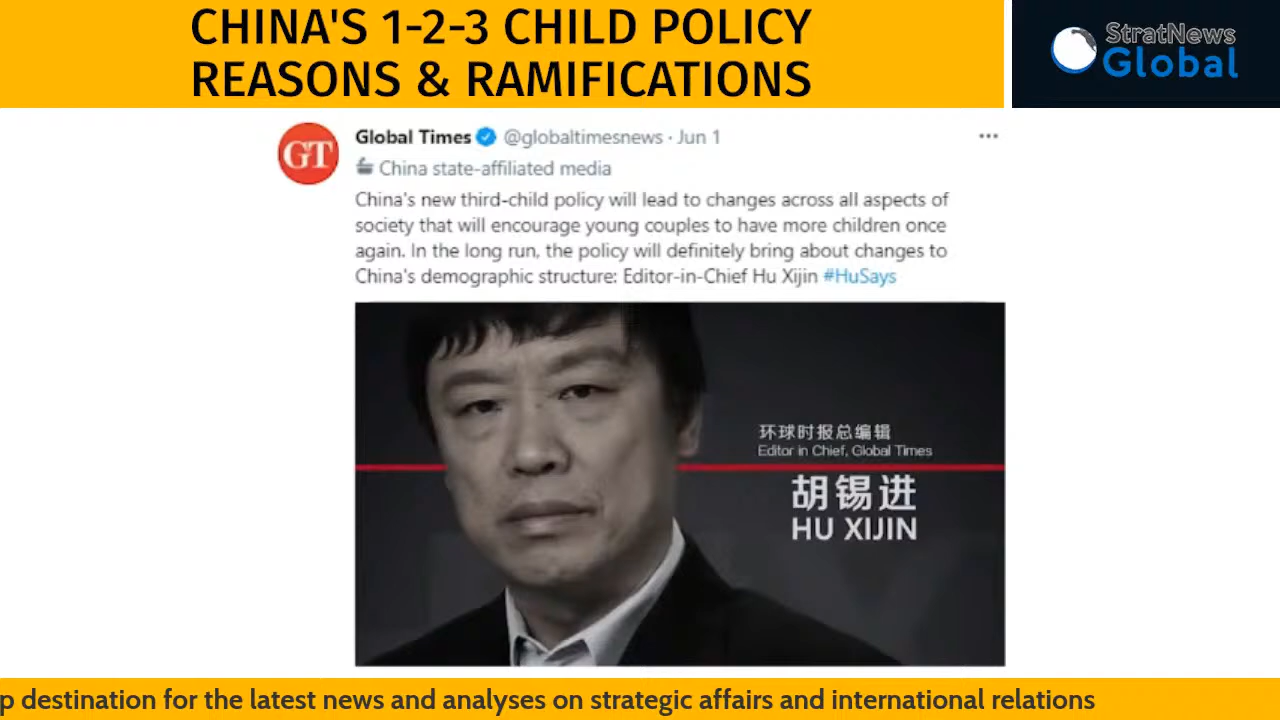 CHINA'S 1-2-3 CHILD POLICY
REASONS & RAMIFICATIONS
StratNews
Global
GT
Global Times @globaltimesnews · Jun 1
China state-affiliated media
China's new third-child policy will lead to changes across all aspects of
society that will encourage young couples to have more children once
again. In the long run, the policy will definitely bring about changes to
China's demographic structure: Editor-in-Chief Hu Xijin #HuSays
环球时报总编辑
Editor in Chief, Global Times
胡锡进
HU XIJIN
p destination for the latest news and analyses on strategic affairs and international relations